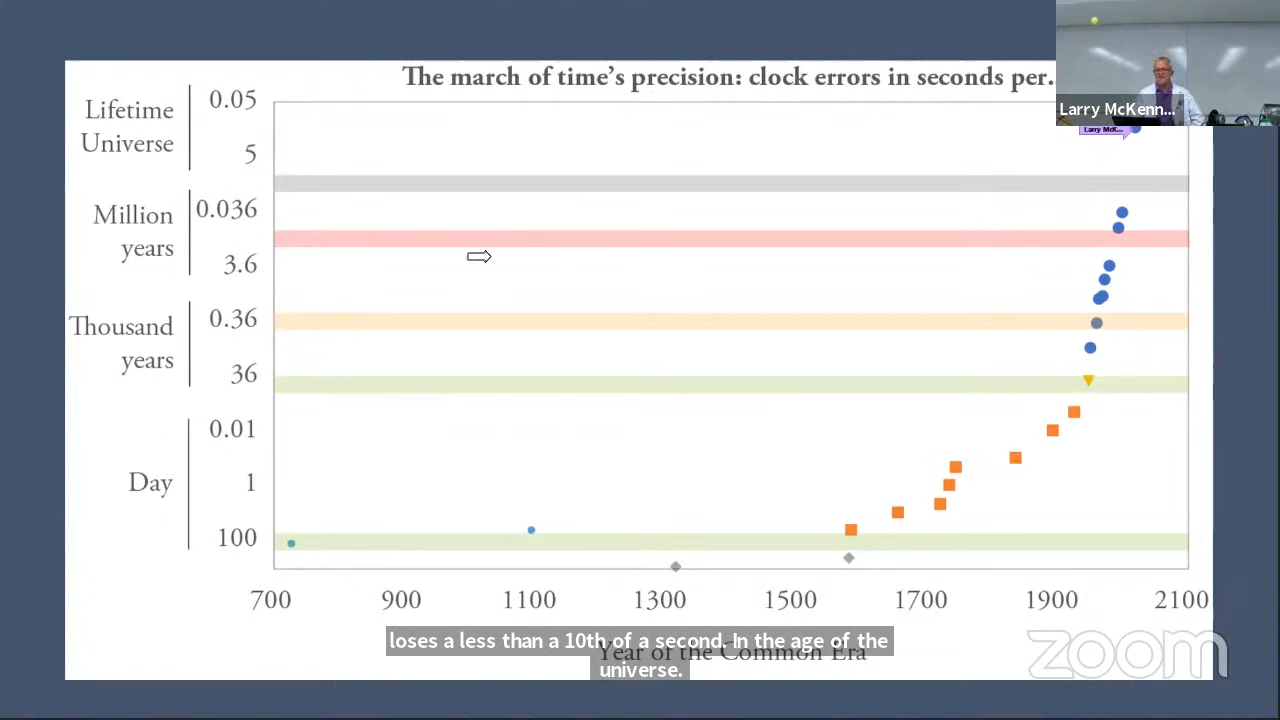 The march of time's precision: clock errors in seconds per.
Larry McKenn...
Larry McK...
Lifetime
Universe
0.05
5
Million
years
0.036
3.6
Thousand
years
0.36
36
Day
0.01
1
100
700 900 1100 1300 1500 1700 1900 2100
Year of the Common Era
loses a less than a 10th of a second. In the age of the
universe.
zoom